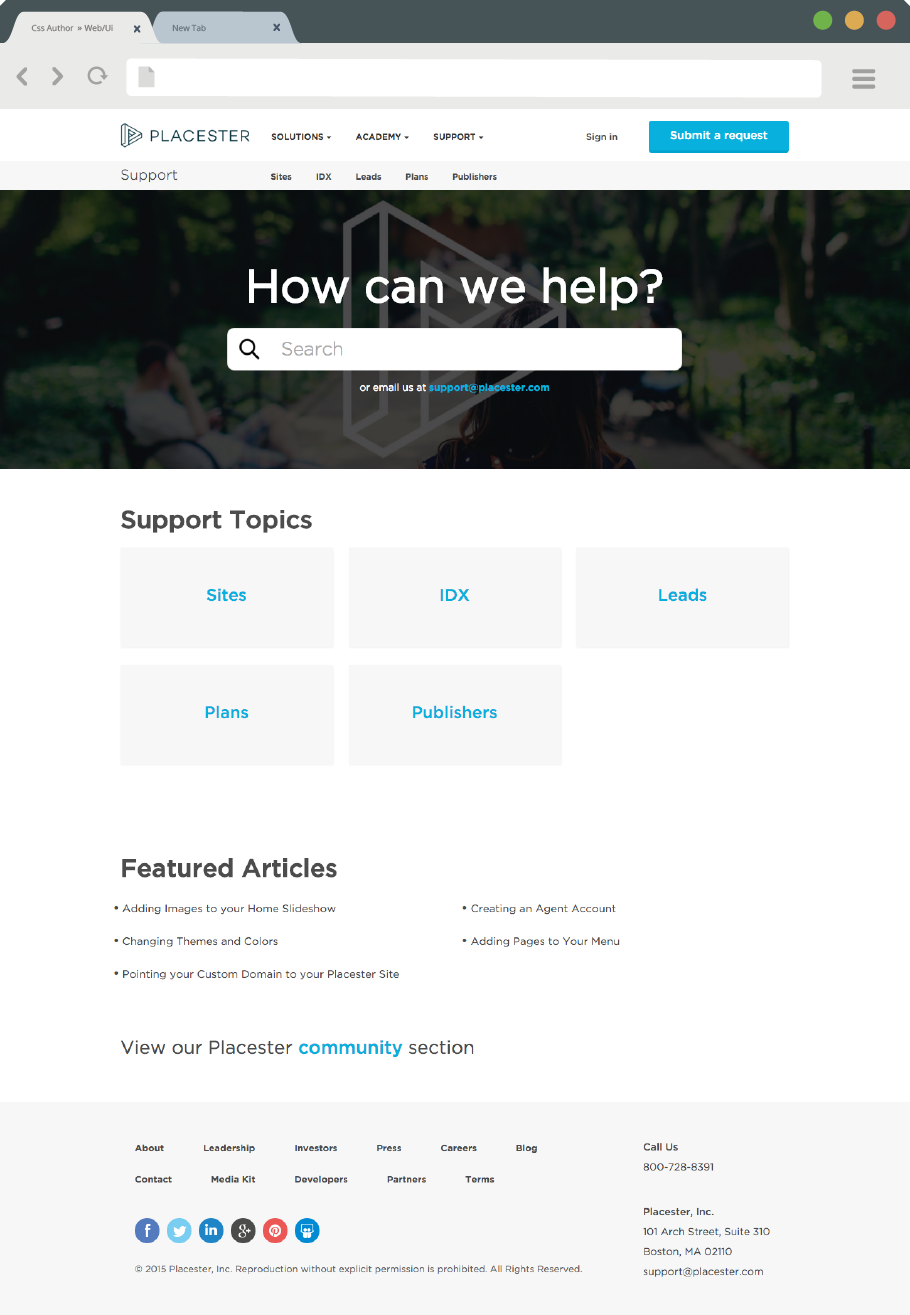 Css Author » Web/Ui
New Tab
PLACESTER SOLUTIONS ACADEMY SUPPORT Sign in Submit a request
Support Sites IDX Leads Plans Publishers
How can we help?
Search
or email us at support@placester.com
Support Topics
Sites IDX Leads
Plans Publishers
Featured Articles
• Adding Images to your Home Slideshow • Creating an Agent Account
• Changing Themes and Colors • Adding Pages to Your Menu
• Pointing your Custom Domain to your Placester Site
View our Placester community section
About Leadership Investors Press Careers Blog
Contact Media Kit Developers Partners Terms
© 2015 Placester, Inc. Reproduction without explicit permission is prohibited. All Rights Reserved.
Call Us
800-728-8391
Placester, Inc.
101 Arch Street, Suite 310
Boston, MA 02110
support@placester.com